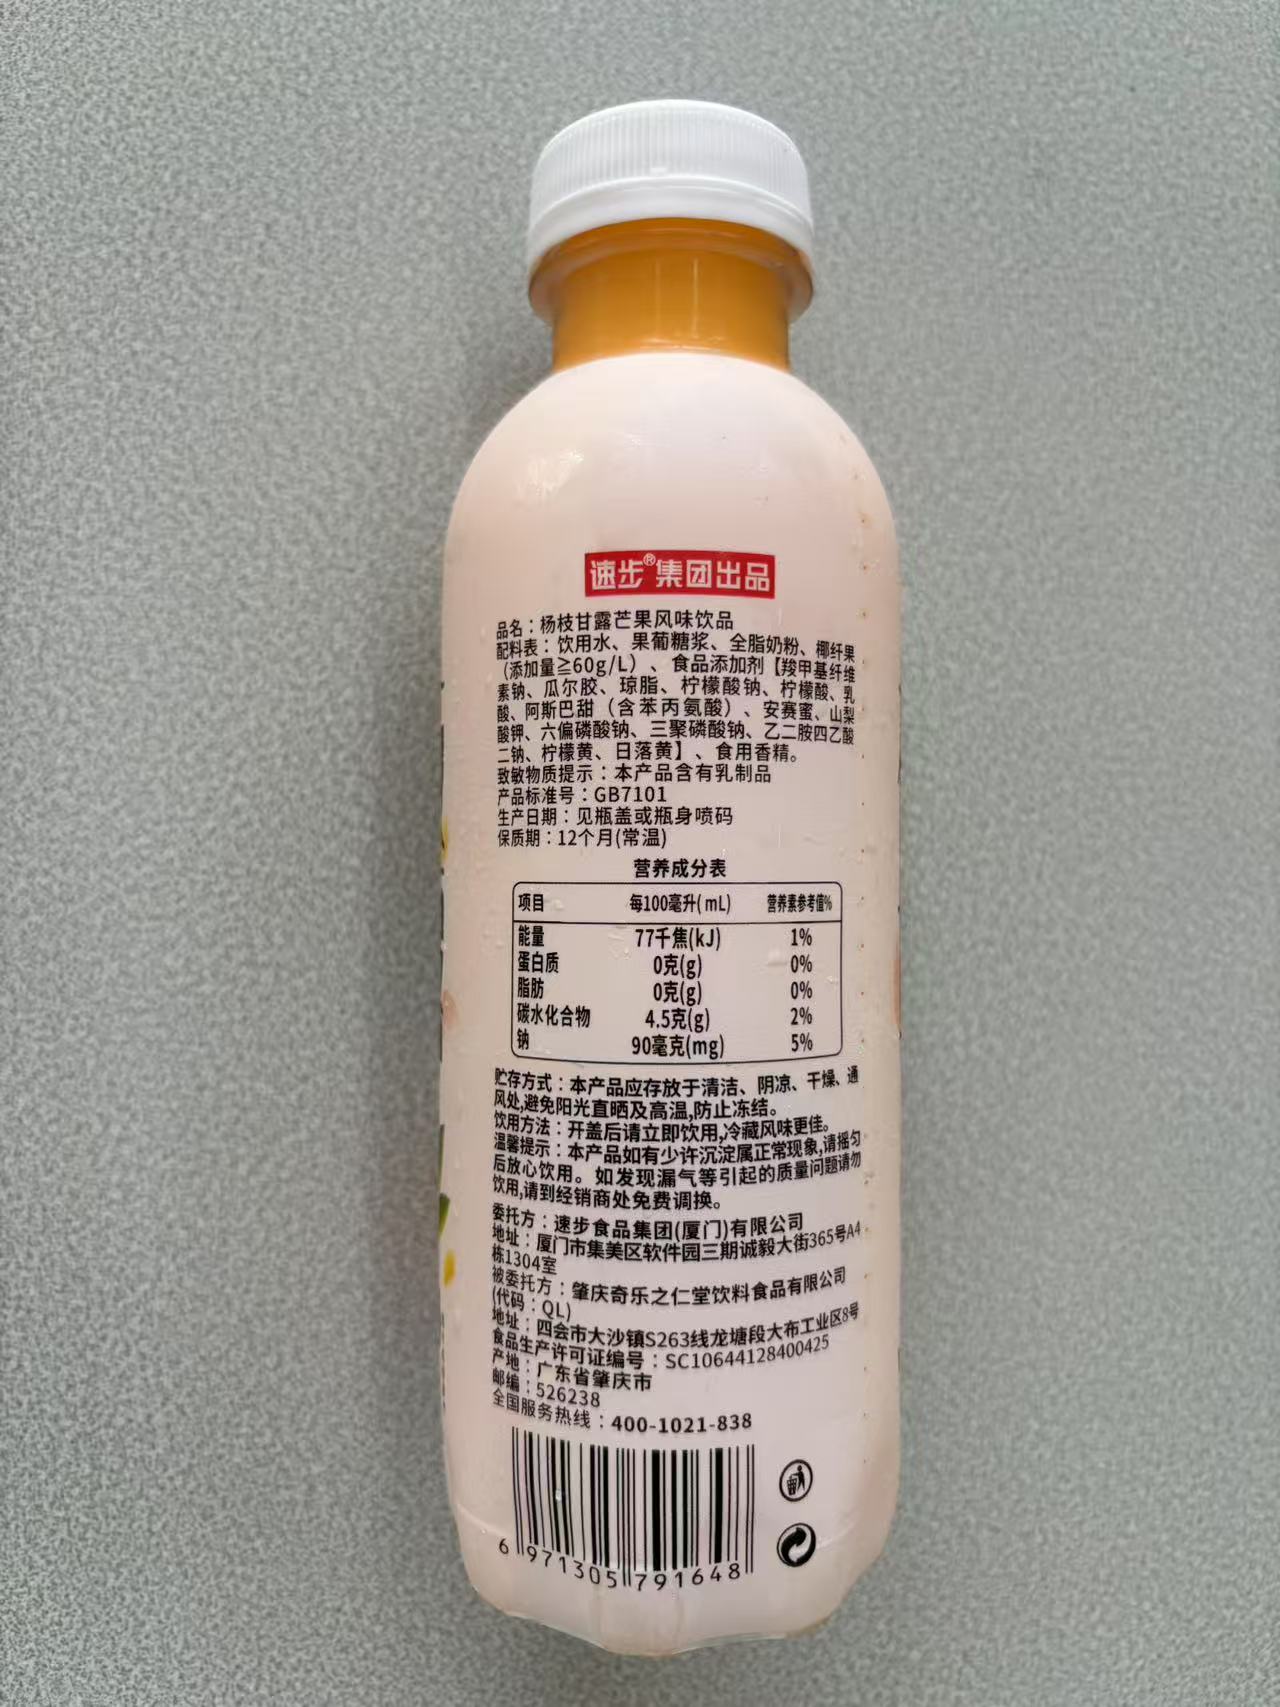 速步®集团出品
品名：杨枝甘露芒果风味饮品
配料表：饮用水、果葡糖浆、全脂奶粉、椰纤果
（添加量≧60g/L）、食品添加剂【羧甲基纤维
素钠、瓜尔胶、琼脂、柠檬酸钠、柠檬酸、乳
酸、阿斯巴甜（含苯丙氨酸）、安赛蜜、山梨
酸钾、六偏磷酸钠、三聚磷酸钠、乙二胺四乙酸
二钠、柠檬黄、日落黄】、食用香精。
致敏物质提示：本产品含有乳制品
产品标准号：GB7101
生产日期：见瓶盖或瓶身喷码
保质期：12个月(常温)
营养成分表
项目 每100毫升(mL) 营养素参考值%
能量 77千焦(kJ) 1%
蛋白质 0克(g) 0%
脂肪 0克(g) 0%
碳水化合物 4.5克(g) 2%
钠 90毫克(mg) 5%
贮存方式：本产品应存放于清洁、阴凉、干燥、通
风处,避免阳光直晒及高温,防止冻结。
饮用方法：开盖后请立即饮用,冷藏风味更佳。
温馨提示：本产品如有少许沉淀属正常现象,请摇匀
后放心饮用。如发现漏气等引起的质量问题请勿
饮用,请到经销商处免费调换。
委托方：速步食品集团(厦门)有限公司
地址：厦门市集美区软件园三期诚毅大街365号A4
栋1304室
被委托方：肇庆奇乐之仁堂饮料食品有限公司
(代码：QL)
地址：四会市大沙镇S263线龙塘段大布工业区8号
食品生产许可证编号：SC10644128400425
产地：广东省肇庆市
邮编：526238
全国服务热线：400-1021-838
6 971305 791648